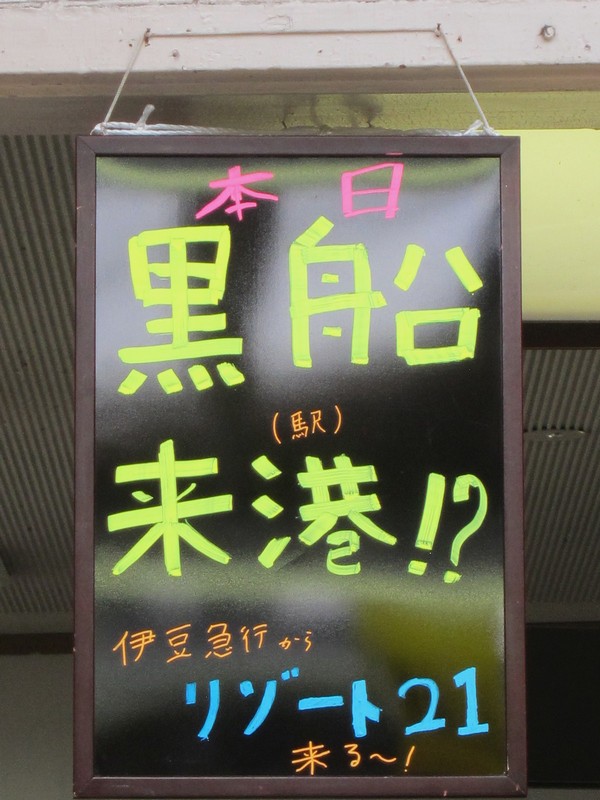 本日
黒船
(駅)
来港!?
伊豆急行から
リゾート21
来る～!